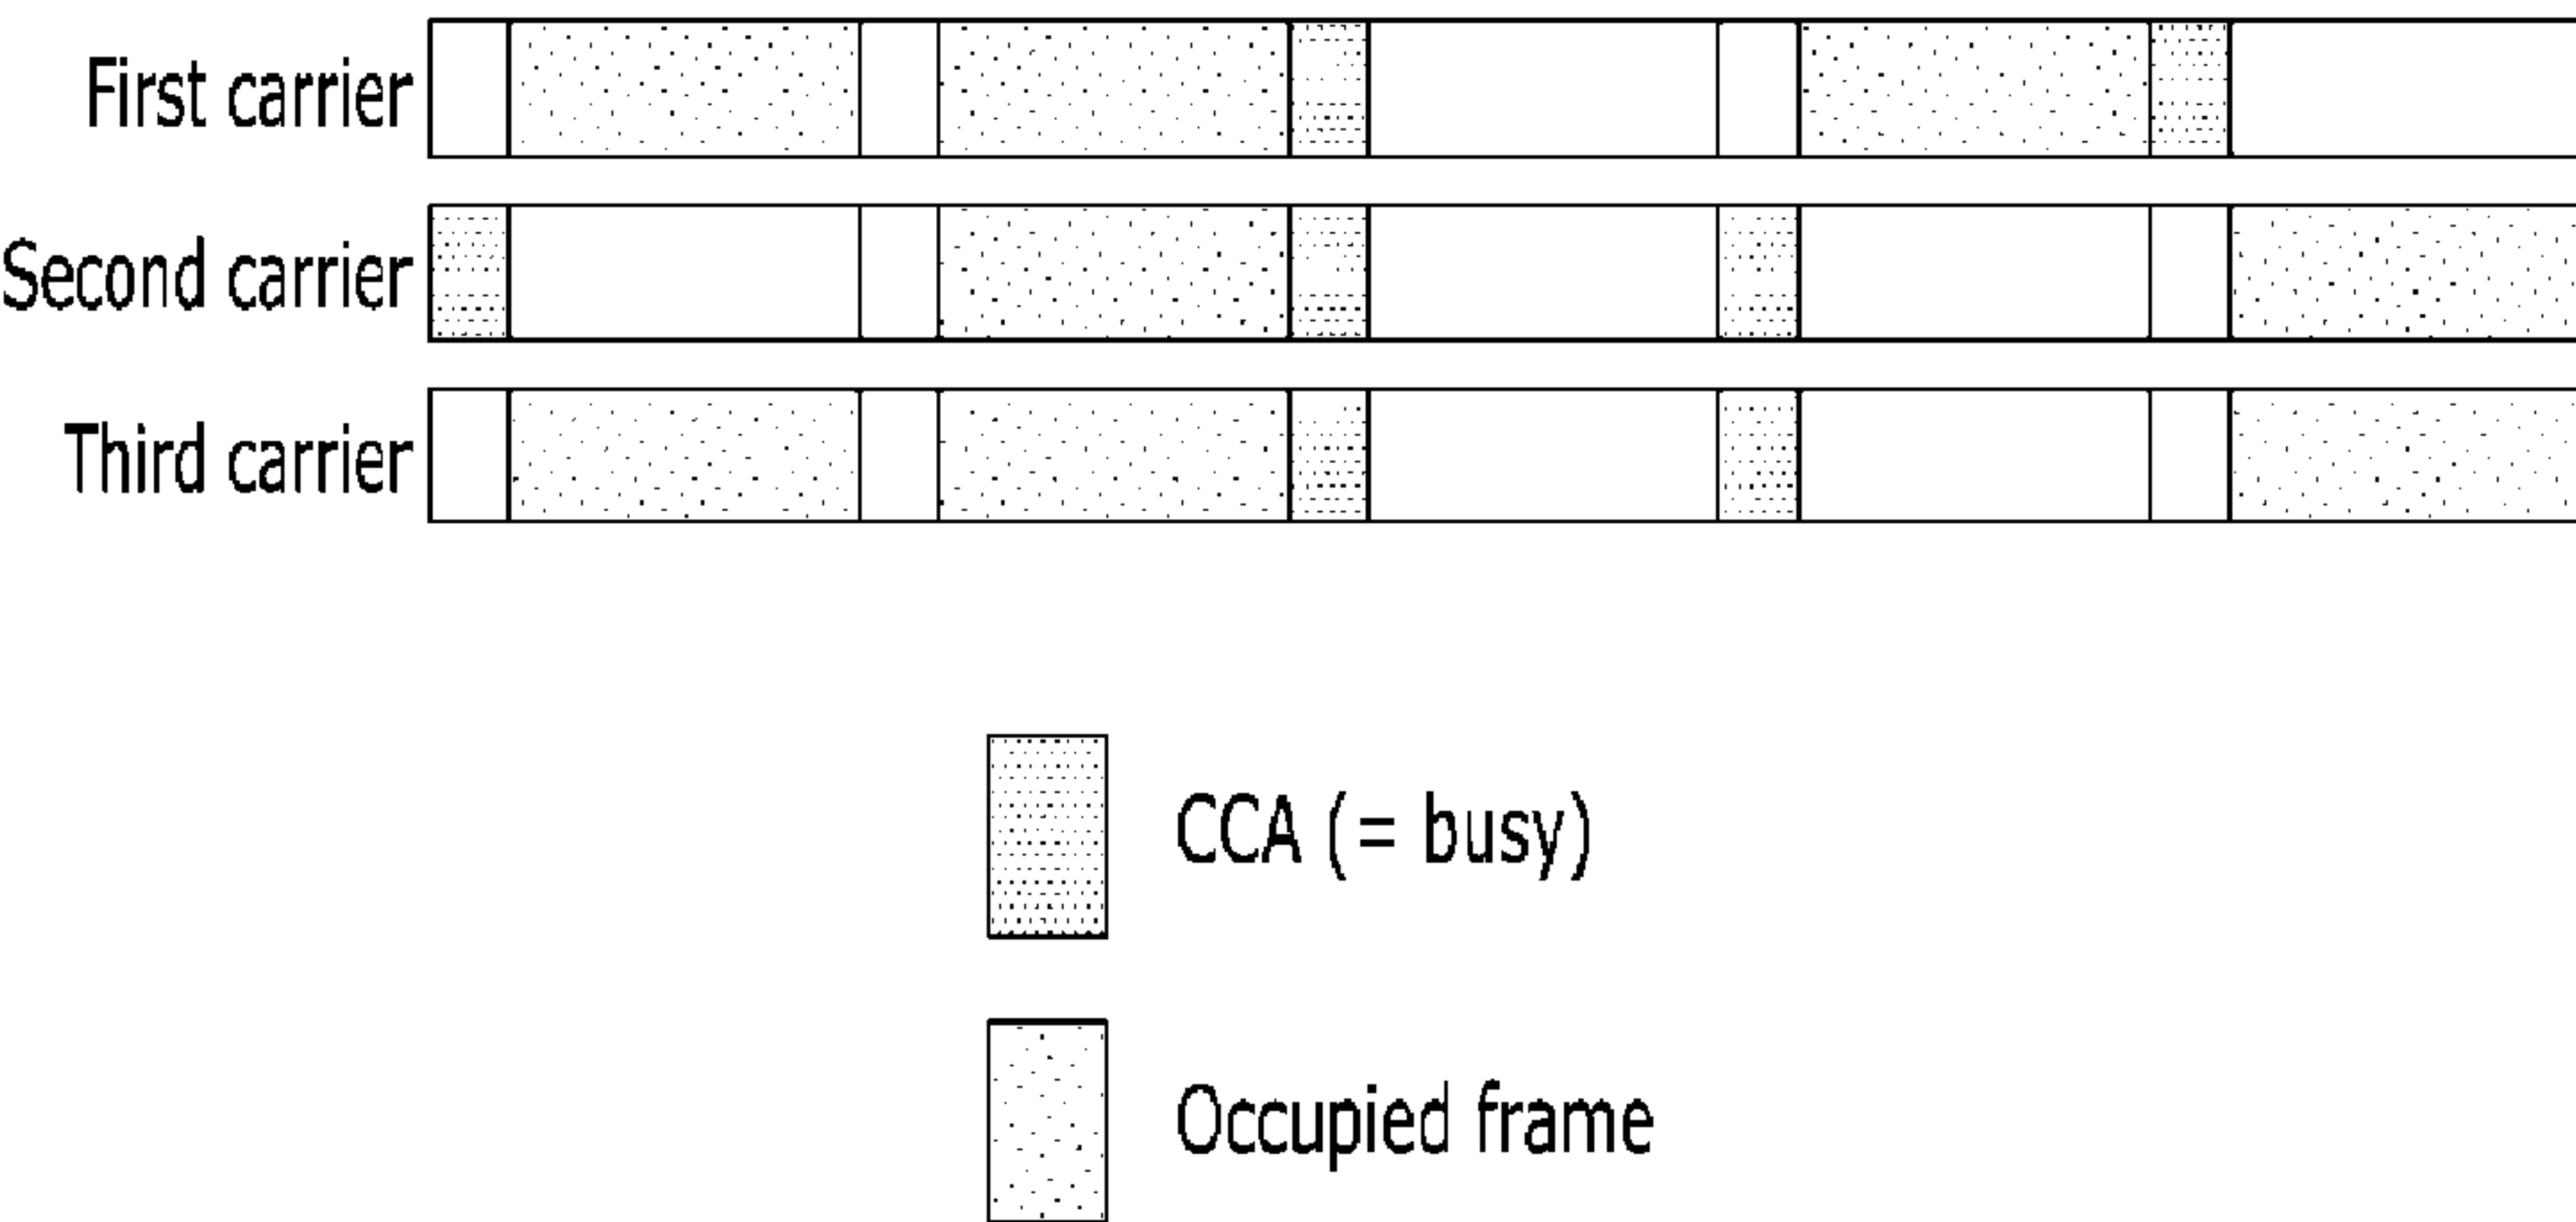 First carrier
Second carrier
Third carrier
CCA (= busy)
Occupied frame